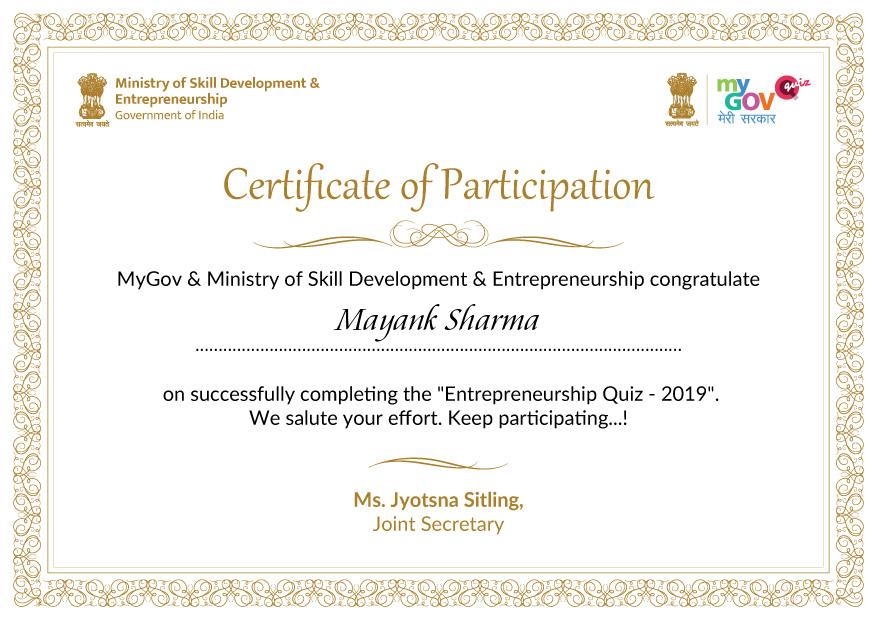 Ministry of Skill Development &
Entrepreneurship
Government of India
सत्यमेव जयते
सत्यमेव जयते
my
GOV
quiz
मेरी सरकार
Certificate of Participation
MyGov & Ministry of Skill Development & Entrepreneurship congratulate
Mayank Sharma
on successfully completing the "Entrepreneurship Quiz - 2019".
We salute your effort. Keep participating...!
Ms. Jyotsna Sitling,
Joint Secretary